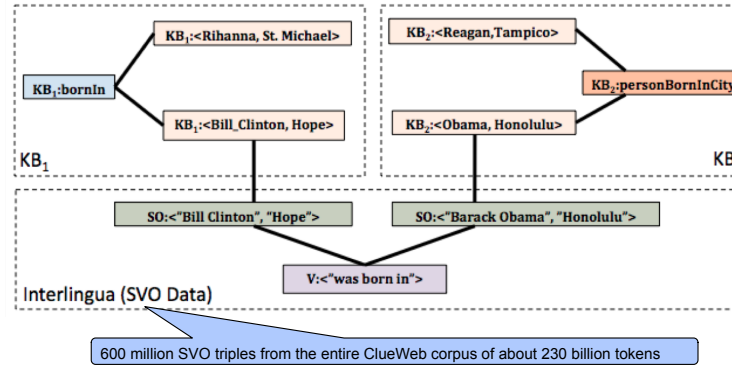 KB₁:<Rihanna, St. Michael>
KB₂:<Reagan,Tampico>
KB₁:bornIn
KB₂:personBornInCity
KB₁:<Bill_Clinton, Hope>
KB₂:<Obama, Honolulu>
KB₁
KB
SO:<“Bill Clinton”, “Hope”>
SO:<“Barack Obama”, “Honolulu”>
V:<“was born in”>
Interlingua (SVO Data)
600 million SVO triples from the entire ClueWeb corpus of about 230 billion tokens